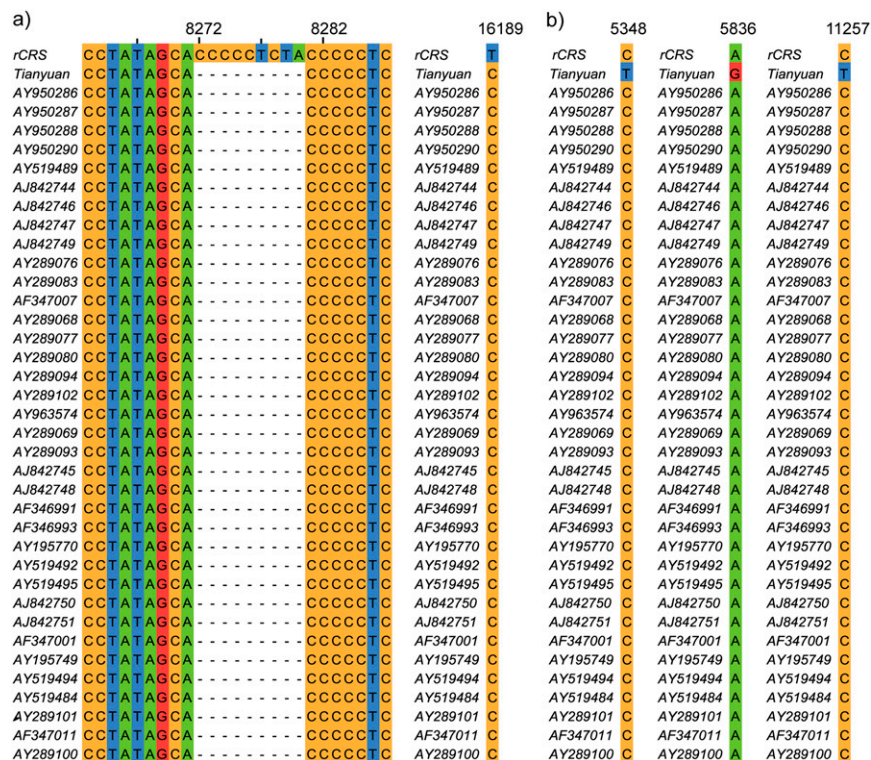 a) 8272 8282 16189 b) 5348 5836 11257
rCRS CCTATAGCACCCCCTCTACCCCCTC rCRS T rCRS C rCRS A rCRS C
Tianyuan CCTATAGCA---------CCCCCTC Tianyuan C Tianyuan T Tianyuan G Tianyuan T
AY950286 CCTATAGCA---------CCCCCTC AY950286 C AY950286 C AY950286 A AY950286 C
AY950287 CCTATAGCA---------CCCCCTC AY950287 C AY950287 C AY950287 A AY950287 C
AY950288 CCTATAGCA---------CCCCCTC AY950288 C AY950288 C AY950288 A AY950288 C
AY950290 CCTATAGCA---------CCCCCTC AY950290 C AY950290 C AY950290 A AY950290 C
AY519489 CCTATAGCA---------CCCCCTC AY519489 C AY519489 C AY519489 A AY519489 C
AJ842744 CCTATAGCA---------CCCCCTC AJ842744 C AJ842744 C AJ842744 A AJ842744 C
AJ842746 CCTATAGCA---------CCCCCTC AJ842746 C AJ842746 C AJ842746 A AJ842746 C
AJ842747 CCTATAGCA---------CCCCCTC AJ842747 C AJ842747 C AJ842747 A AJ842747 C
AJ842749 CCTATAGCA---------CCCCCTC AJ842749 C AJ842749 C AJ842749 A AJ842749 C
AY289076 CCTATAGCA---------CCCCCTC AY289076 C AY289076 C AY289076 A AY289076 C
AY289083 CCTATAGCA---------CCCCCTC AY289083 C AY289083 C AY289083 A AY289083 C
AF347007 CCTATAGCA---------CCCCCTC AF347007 C AF347007 C AF347007 A AF347007 C
AY289068 CCTATAGCA---------CCCCCTC AY289068 C AY289068 C AY289068 A AY289068 C
AY289077 CCTATAGCA---------CCCCCTC AY289077 C AY289077 C AY289077 A AY289077 C
AY289080 CCTATAGCA---------CCCCCTC AY289080 C AY289080 C AY289080 A AY289080 C
AY289094 CCTATAGCA---------CCCCCTC AY289094 C AY289094 C AY289094 A AY289094 C
AY289102 CCTATAGCA---------CCCCCTC AY289102 C AY289102 C AY289102 A AY289102 C
AY963574 CCTATAGCA---------CCCCCTC AY963574 C AY963574 C AY963574 A AY963574 C
AY289069 CCTATAGCA---------CCCCCTC AY289069 C AY289069 C AY289069 A AY289069 C
AY289093 CCTATAGCA---------CCCCCTC AY289093 C AY289093 C AY289093 A AY289093 C
AJ842745 CCTATAGCA---------CCCCCTC AJ842745 C AJ842745 C AJ842745 A AJ842745 C
AJ842748 CCTATAGCA---------CCCCCTC AJ842748 C AJ842748 C AJ842748 A AJ842748 C
AF346991 CCTATAGCA---------CCCCCTC AF346991 C AF346991 C AF346991 A AF346991 C
AF346993 CCTATAGCA---------CCCCCTC AF346993 C AF346993 C AF346993 A AF346993 C
AY195770 CCTATAGCA---------CCCCCTC AY195770 C AY195770 C AY195770 A AY195770 C
AY519492 CCTATAGCA---------CCCCCTC AY519492 C AY519492 C AY519492 A AY519492 C
AY519495 CCTATAGCA---------CCCCCTC AY519495 C AY519495 C AY519495 A AY519495 C
AJ842750 CCTATAGCA---------CCCCCTC AJ842750 C AJ842750 C AJ842750 A AJ842750 C
AJ842751 CCTATAGCA---------CCCCCTC AJ842751 C AJ842751 C AJ842751 A AJ842751 C
AF347001 CCTATAGCA---------CCCCCTC AF347001 C AF347001 C AF347001 A AF347001 C
AY195749 CCTATAGCA---------CCCCCTC AY195749 C AY195749 C AY195749 A AY195749 C
AY519494 CCTATAGCA---------CCCCCTC AY519494 C AY519494 C AY519494 A AY519494 C
AY519484 CCTATAGCA---------CCCCCTC AY519484 C AY519484 C AY519484 A AY519484 C
AY289101 CCTATAGCA---------CCCCCTC AY289101 C AY289101 C AY289101 A AY289101 C
AF347011 CCTATAGCA---------CCCCCTC AF347011 C AF347011 C AF347011 A AF347011 C
AY289100 CCTATAGCA---------CCCCCTC AY289100 C AY289100 C AY289100 A AY289100 C